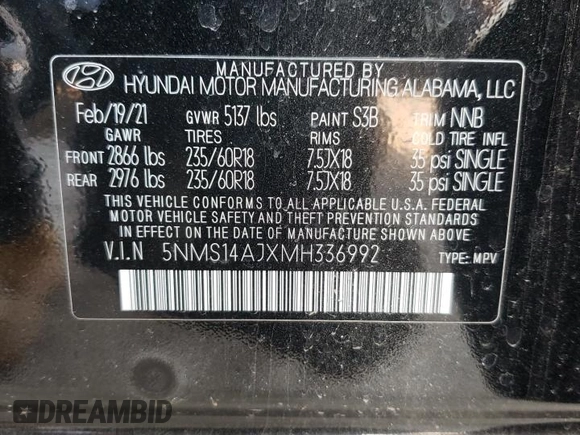 MANUFACTURED BY
HYUNDAI MOTOR MANUFACTURING ALABAMA, LLC
Feb/19/21 GVWR 5137 lbs PAINT S3B TRIM NNB
GAWR TIRES RIMS COLD TIRE INFL
FRONT 2866 lbs 235/60R18 7.5JX18 35 psi SINGLE
REAR 2976 lbs 235/60R18 7.5JX18 35 psi SINGLE
THIS VEHICLE CONFORMS TO ALL APPLICABLE U.S.A. FEDERAL
MOTOR VEHICLE SAFETY AND THEFT PREVENTION STANDARDS
IN EFFECT ON THE DATE OF MANUFACTURE SHOWN ABOVE
V.I.N 5NMS14AJXMH336992 TYPE: MPV
DREAMBID